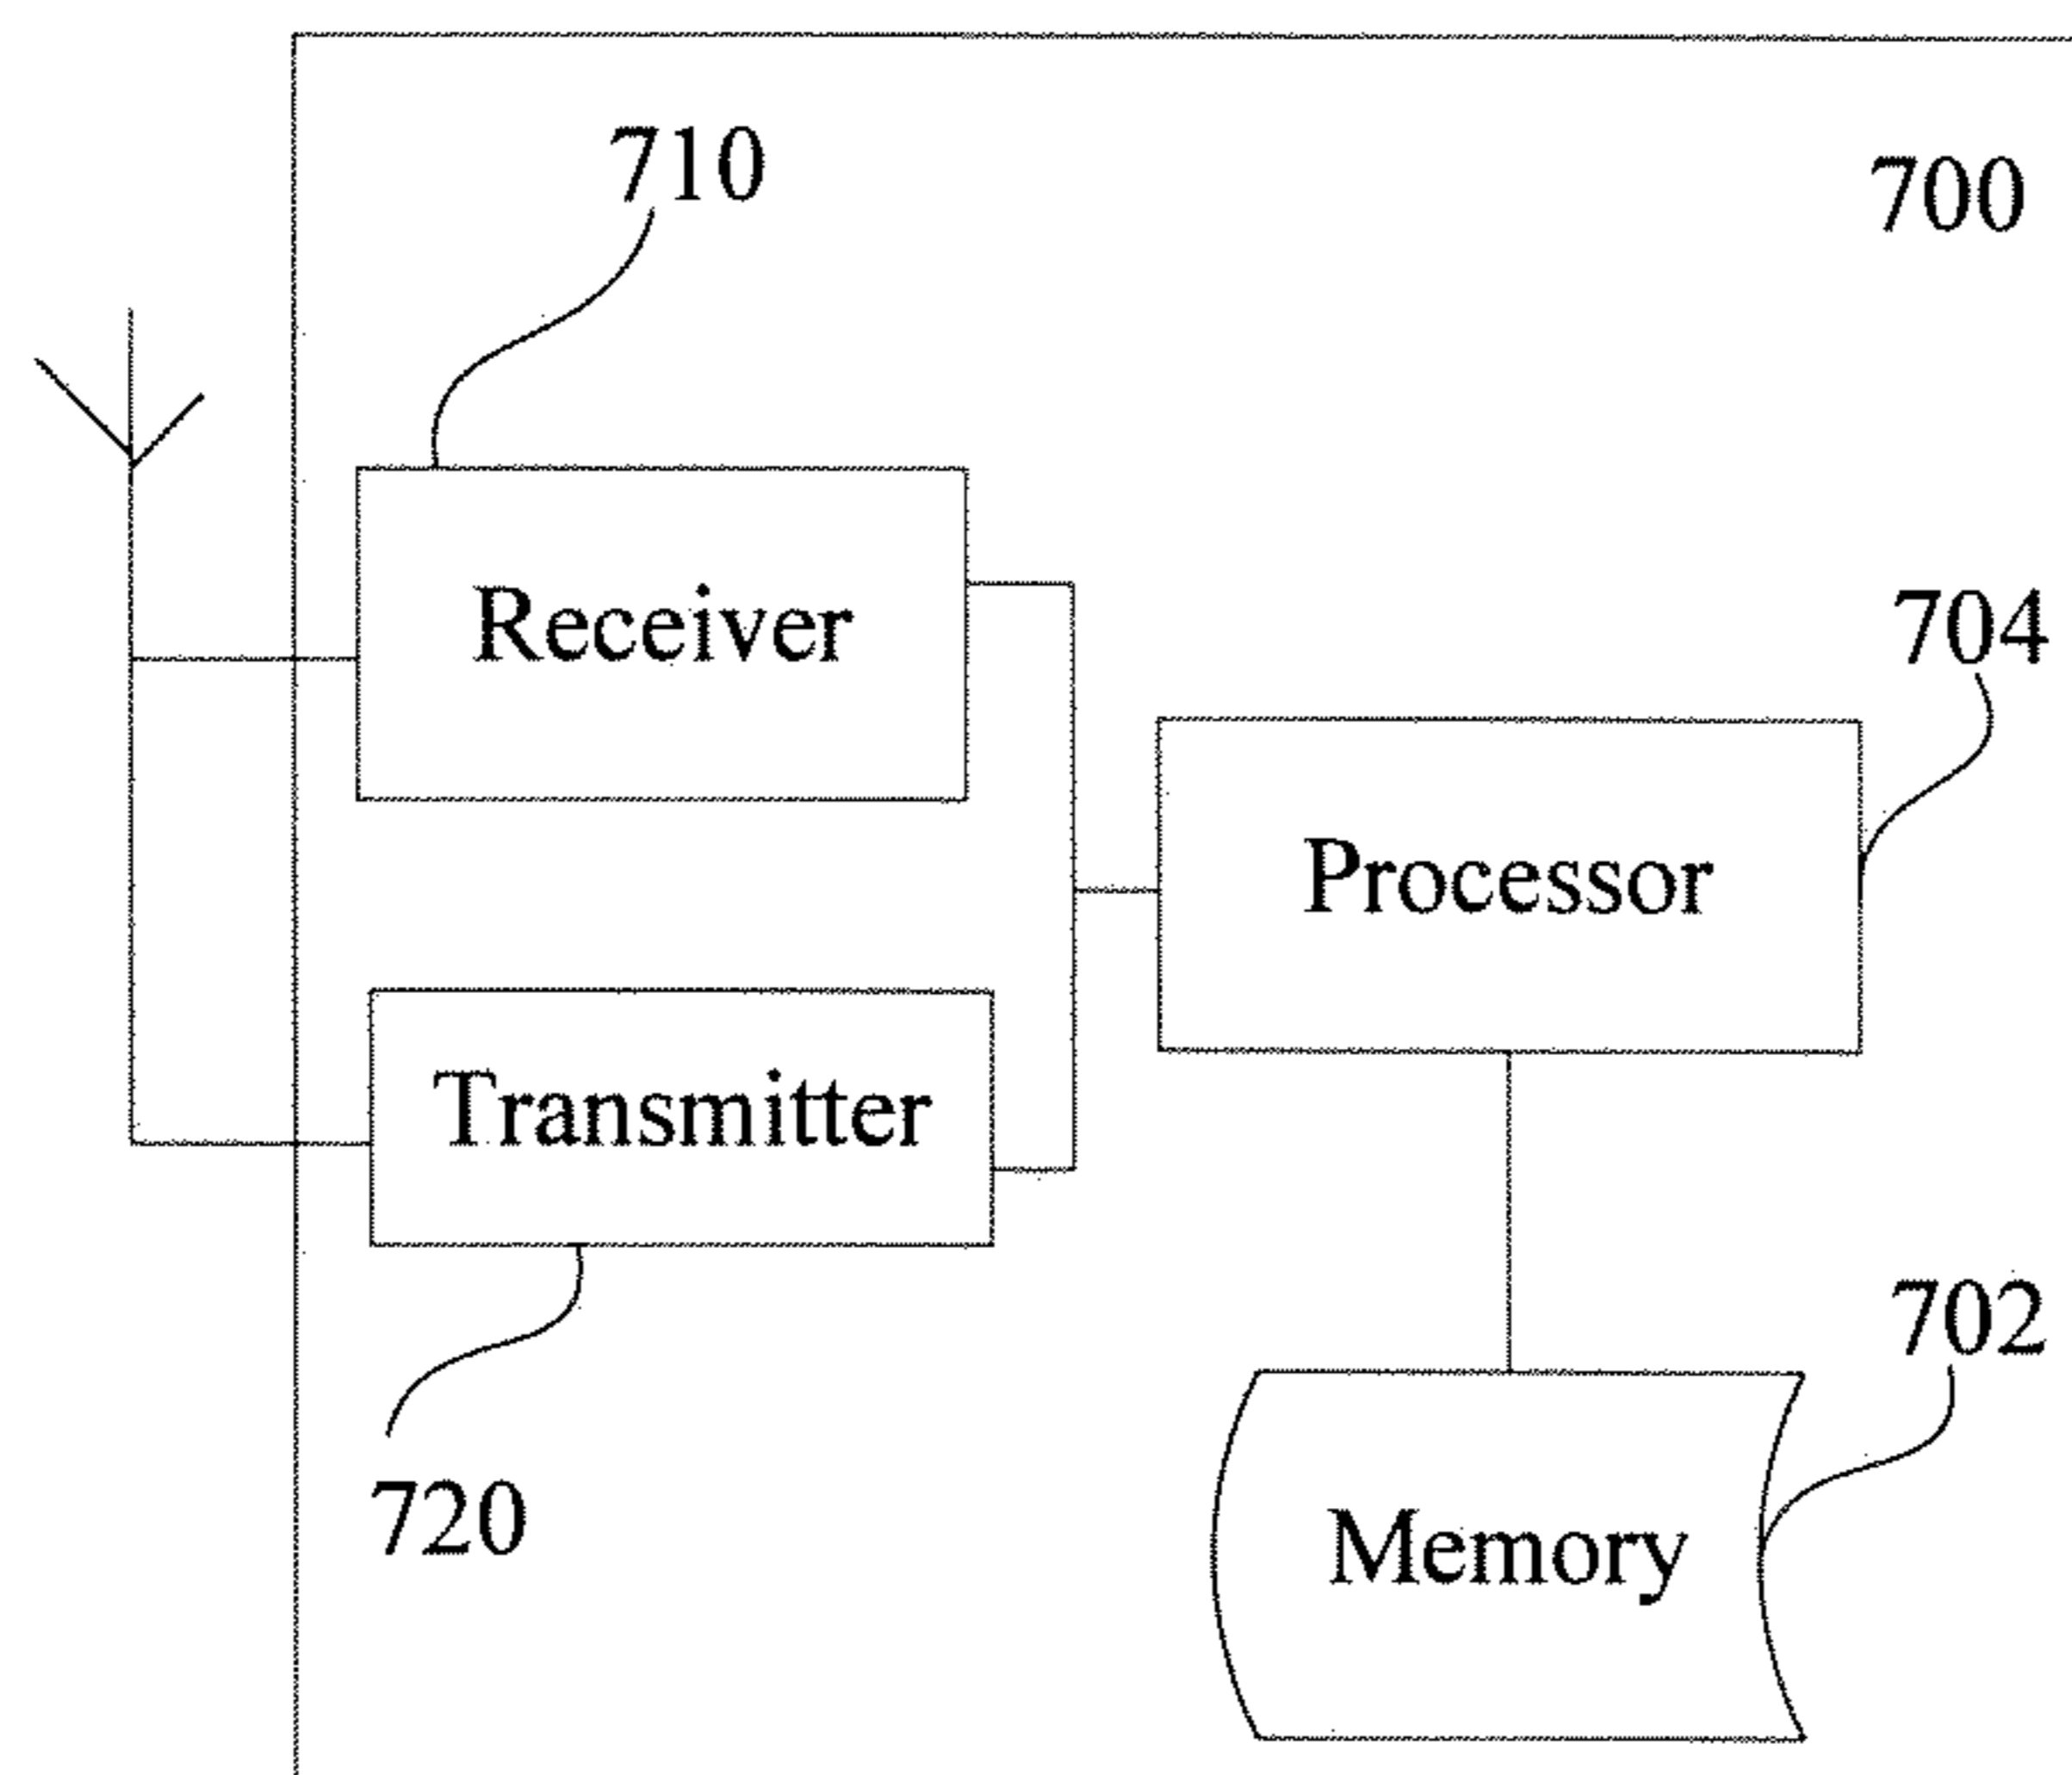 710
700
Receiver
704
Processor
Transmitter
702
720
Memory